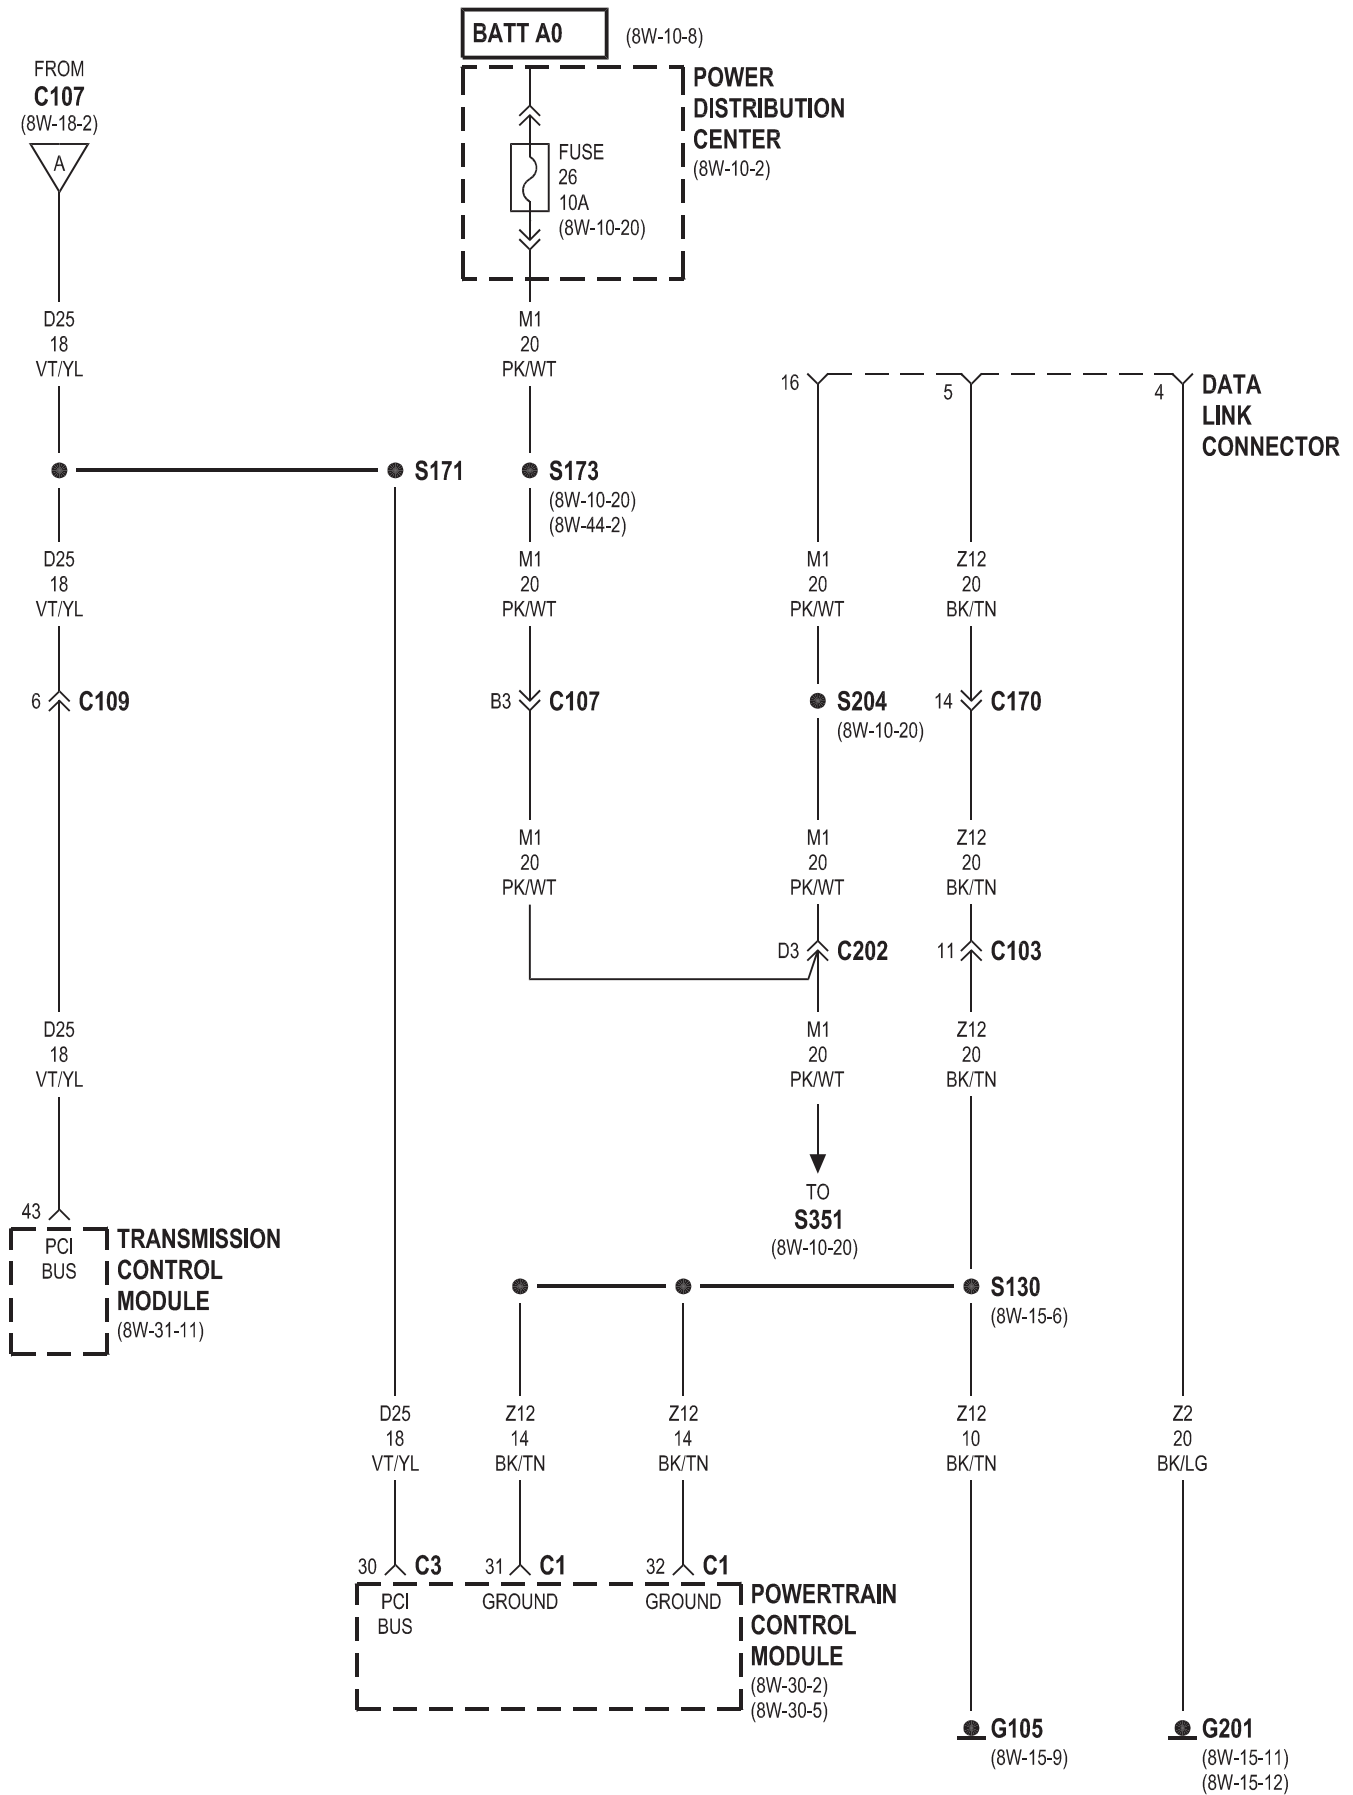 BATT A0
(8W-10-8)
FROM
C107
(8W-18-2)
A
POWER
DISTRIBUTION
CENTER
(8W-10-2)
FUSE
26
10A
(8W-10-20)
D25
18
VT/YL
M1
20
PK/WT
16
5
4
DATA
LINK
CONNECTOR
S171
S173
(8W-10-20)
(8W-44-2)
D25
18
VT/YL
M1
20
PK/WT
M1
20
PK/WT
Z12
20
BK/TN
6
C109
B3
C107
S204
(8W-10-20)
14
C170
M1
20
PK/WT
M1
20
PK/WT
Z12
20
BK/TN
D3
C202
11
C103
D25
18
VT/YL
M1
20
PK/WT
Z12
20
BK/TN
TO
S351
(8W-10-20)
43
PCI
BUS
TRANSMISSION
CONTROL
MODULE
(8W-31-11)
S130
(8W-15-6)
D25
18
VT/YL
Z12
14
BK/TN
Z12
14
BK/TN
Z12
10
BK/TN
Z2
20
BK/LG
30
C3
31
C1
32
C1
PCI
BUS
GROUND
GROUND
POWERTRAIN
CONTROL
MODULE
(8W-30-2)
(8W-30-5)
G105
(8W-15-9)
G201
(8W-15-11)
(8W-15-12)